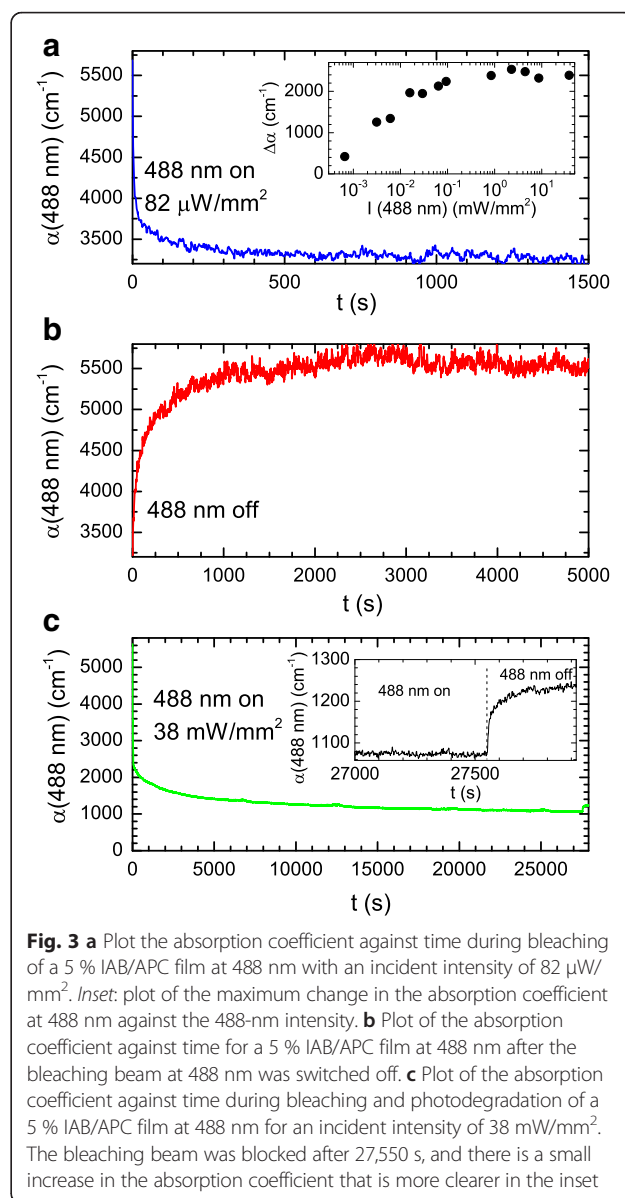 a
5500
5000
4500
4000
3500
α(488 nm) (cm⁻¹)
488 nm on
82 μW/mm²
2000
1000
0
Δα (cm⁻¹)
10⁻³ 10⁻² 10⁻¹ 10⁰ 10¹
I (488 nm) (mW/mm²)
0 500 1000 1500
t (s)
b
5500
5000
4500
4000
3500
α(488 nm) (cm⁻¹)
488 nm off
0 1000 2000 3000 4000 5000
t (s)
c
5000
4000
3000
2000
1000
0
α(488 nm) (cm⁻¹)
488 nm on
38 mW/mm²
1300
1200
1100
α(488 nm) (cm⁻¹)
488 nm on
488 nm off
27000 27500
t (s)
0 5000 10000 15000 20000 25000
t (s)
Fig. 3 a Plot the absorption coefficient against time during bleaching
of a 5 % IAB/APC film at 488 nm with an incident intensity of 82 μW/
mm². Inset: plot of the maximum change in the absorption coefficient
at 488 nm against the 488-nm intensity. b Plot of the absorption
coefficient against time for a 5 % IAB/APC film at 488 nm after the
bleaching beam at 488 nm was switched off. c Plot of the absorption
coefficient against time during bleaching and photodegradation of a
5 % IAB/APC film at 488 nm for an incident intensity of 38 mW/mm².
The bleaching beam was blocked after 27,550 s, and there is a small
increase in the absorption coefficient that is more clearer in the inset